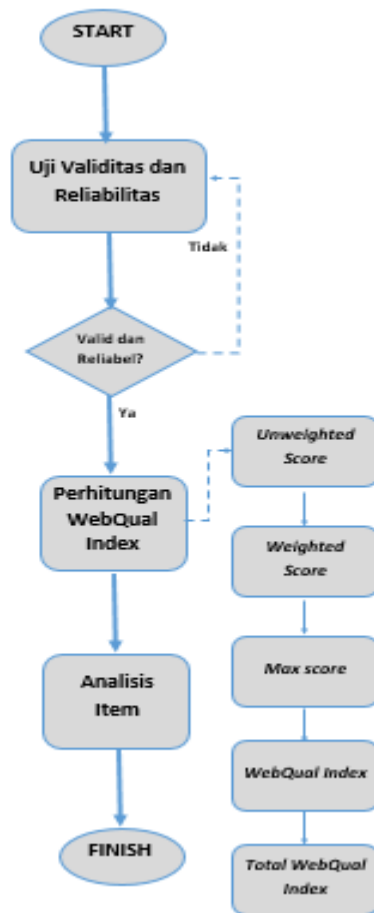 START
Uji Validitas dan
Reliabilitas
Tidak
Valid dan
Reliabel?
Ya
Perhitungan
WebQual
Index
Analisis
Item
FINISH
Unweighted
Score
Weighted
Score
Max score
WebQual Index
Total WebQual
Index